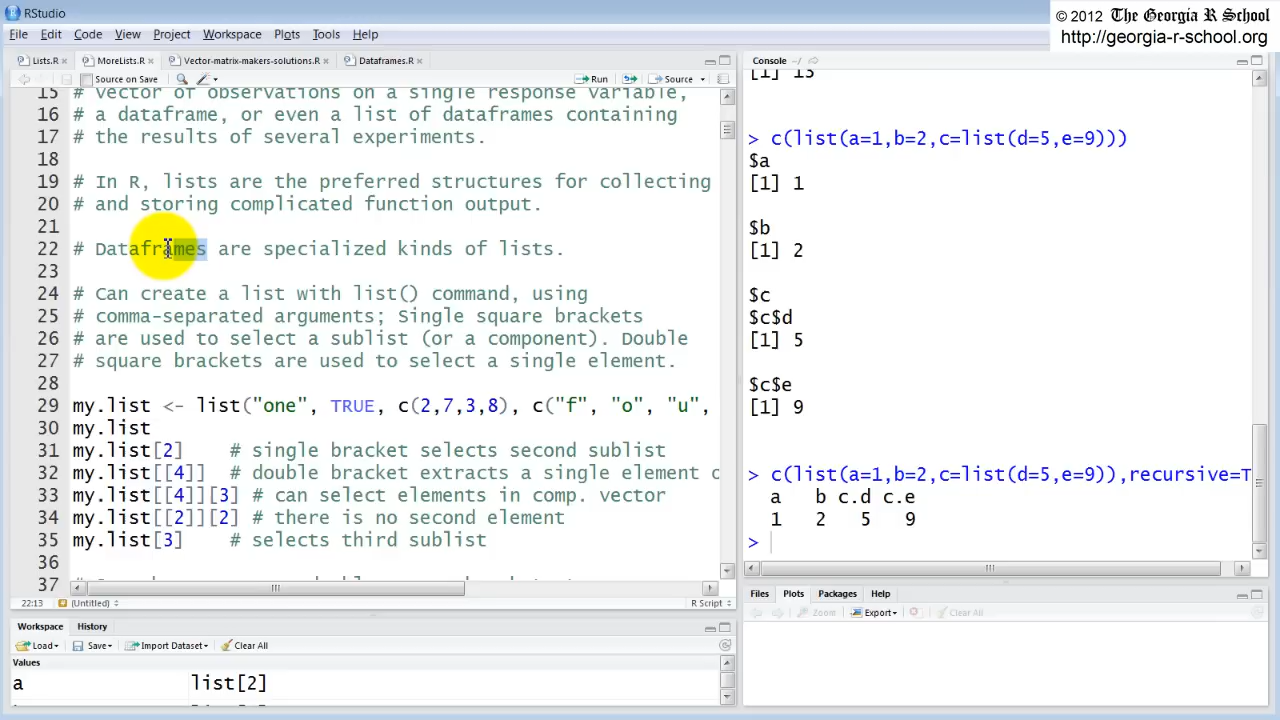 RStudio
© 2012 The Georgia R School
http://georgia-r-school.org
File Edit Code View Project Workspace Plots Tools Help
Lists.R MoreLists.R Vector-matrix-makers-solutions.R Dataframes.R
Source on Save Run Source
15 # vector of observations on a single response variable,
16 # a dataframe, or even a list of dataframes containing
17 # the results of several experiments.
18
19 # In R, lists are the preferred structures for collecting
20 # and storing complicated function output.
21
22 # Dataframes are specialized kinds of lists.
23
24 # Can create a list with list() command, using
25 # comma-separated arguments; Single square brackets
26 # are used to select a sublist (or a component). Double
27 # square brackets are used to select a single element.
28
29 my.list <- list("one", TRUE, c(2,7,3,8), c("f", "o", "u",
30 my.list
31 my.list[2] # single bracket selects second sublist
32 my.list[[4]] # double bracket extracts a single element c
33 my.list[[4]][3] # can select elements in comp. vector
34 my.list[[2]][2] # there is no second element
35 my.list[3] # selects third sublist
37
22:13 (Untitled) R Script
Workspace History
Load Save Import Dataset Clear All
Values
a list[2]
Console ~/
[1] 13
> c(list(a=1,b=2,c=list(d=5,e=9)))
$a
[1] 1
$b
[1] 2
$c
$c$d
[1] 5
$c$e
[1] 9
> c(list(a=1,b=2,c=list(d=5,e=9)),recursive=T
a b c.d c.e
1 2 5 9
>
Files Plots Packages Help
Zoom Export Clear All